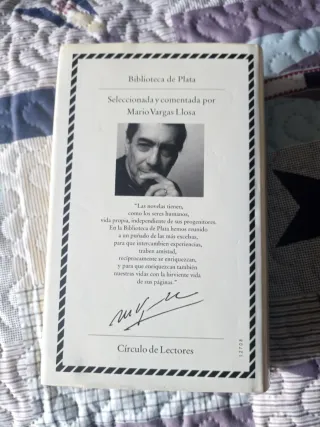 Biblioteca de Plata
Seleccionada y comentada por
Mario Vargas Llosa
"Las novelas tienen,
como los seres humanos,
vida propia, independiente de sus progenitores.
En la Biblioteca de Plata hemos reunido
a un puñado de las más excelsas,
para que intercambien experiencias,
traben amistad,
recíprocamente se enriquezcan,
y para que enriquezcan también
nuestras vidas con la hirviente vida
de sus páginas."
Círculo de Lectores